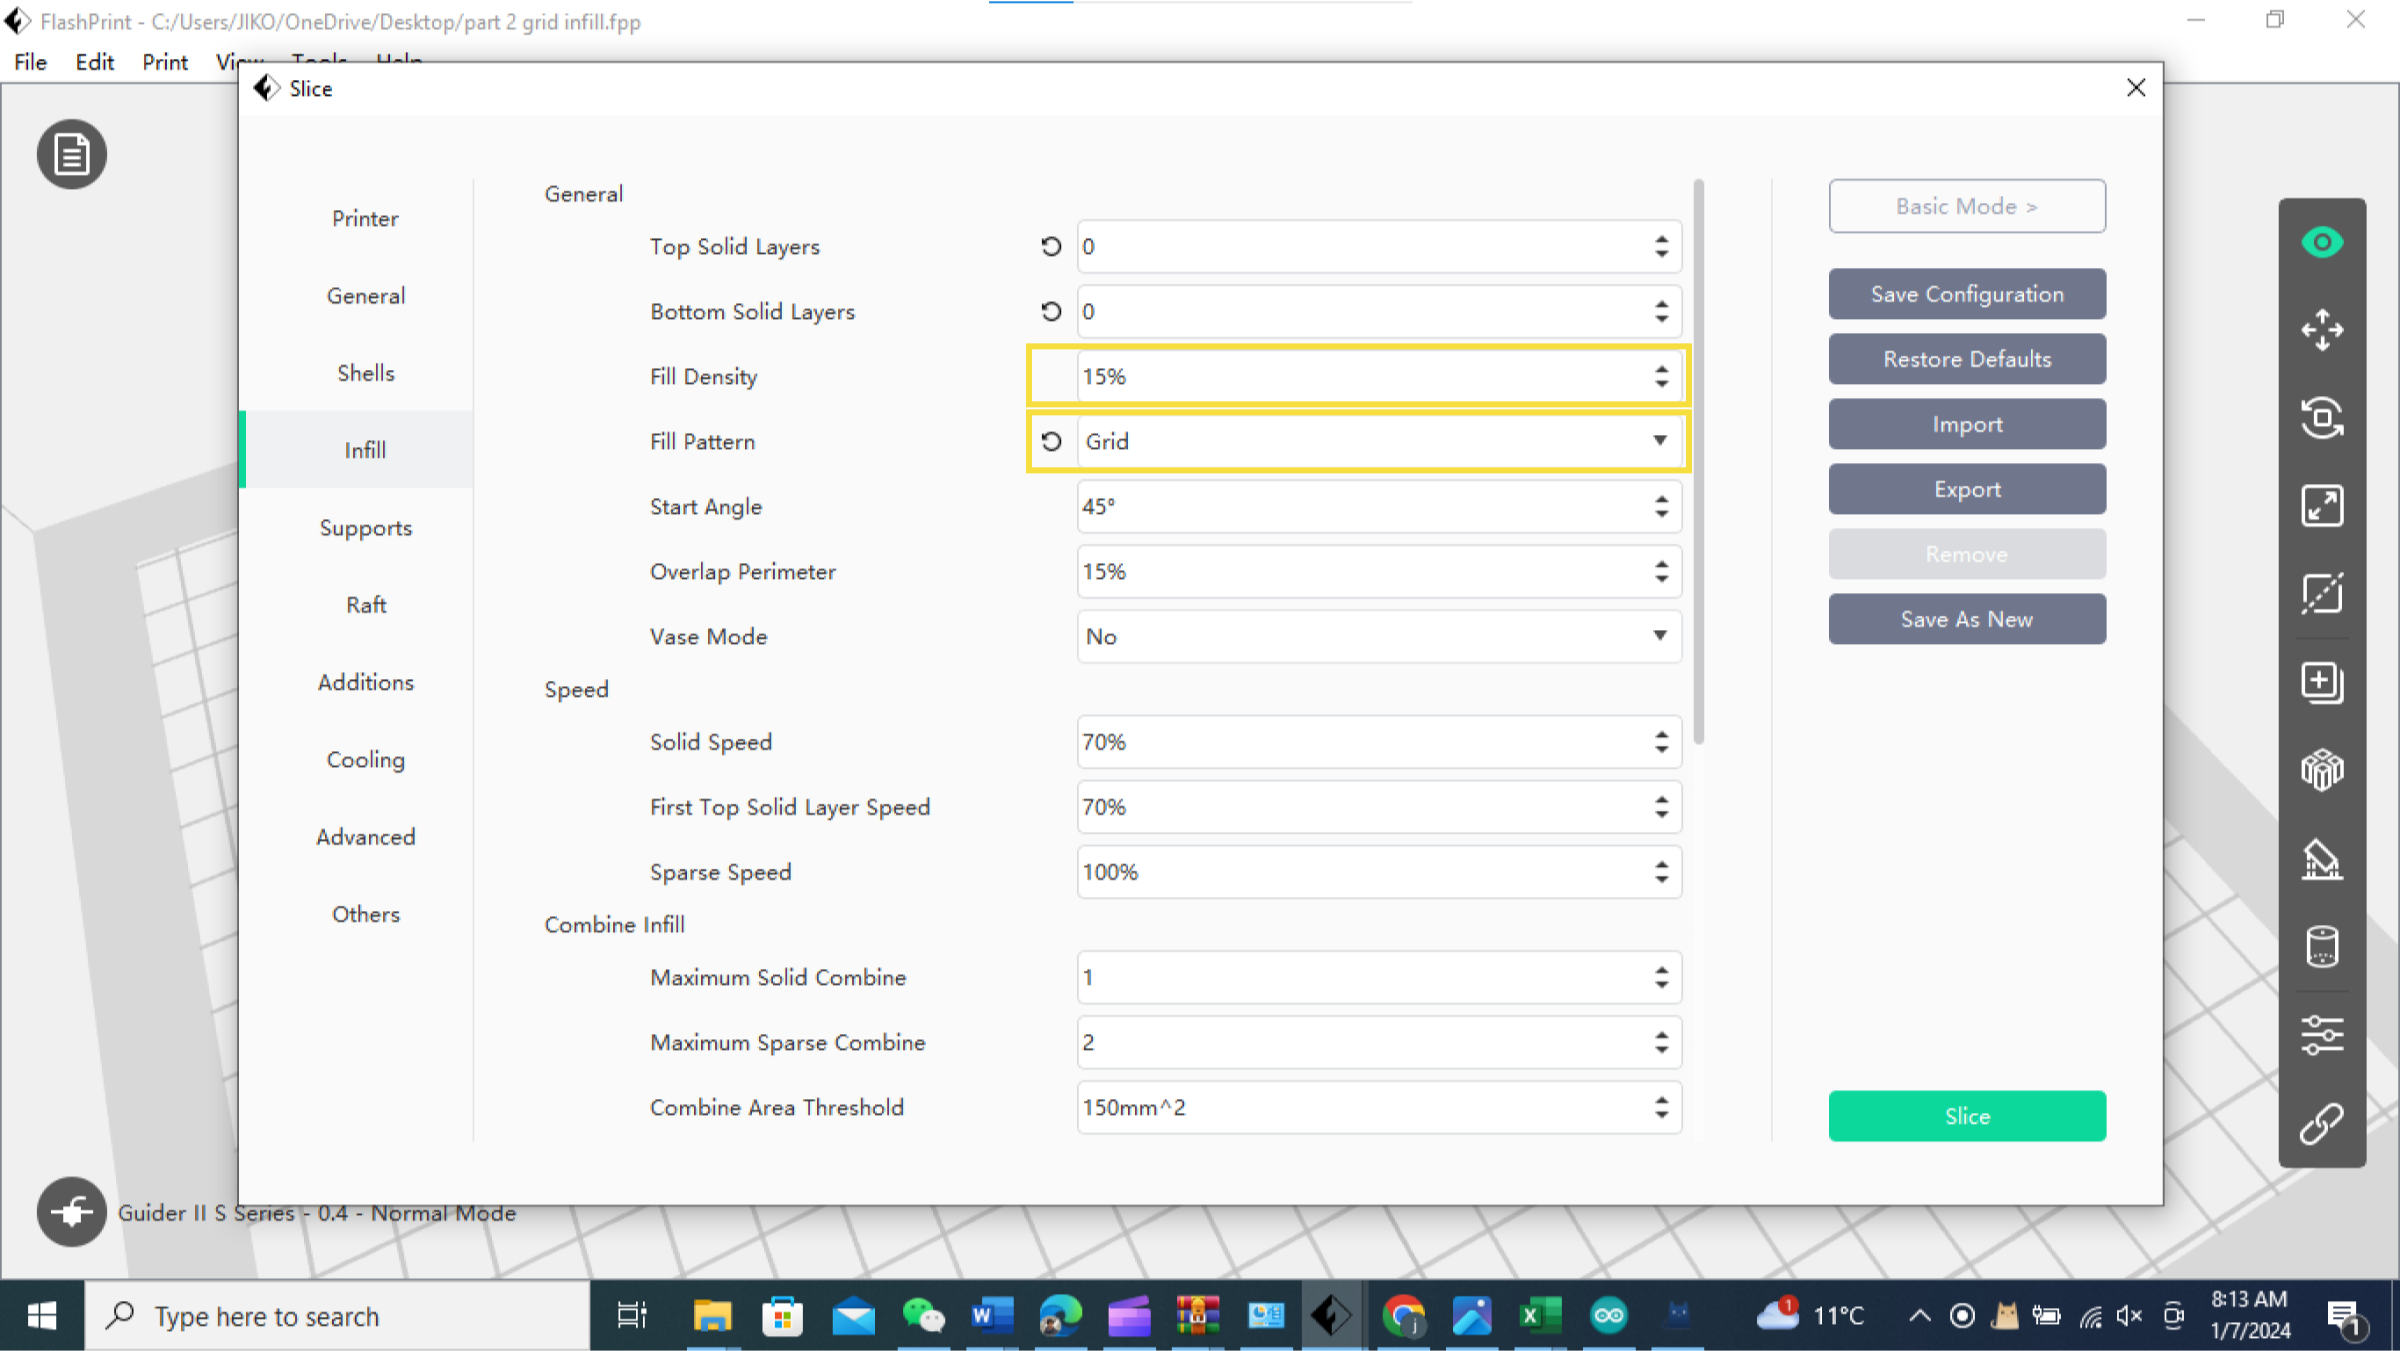 FlashPrint - C:/Users/JIKO/OneDrive/Desktop/part 2 grid infill.fpp
File Edit Print View Tools Help
Slice
Printer
General
Shells
Infill
Supports
Raft
Additions
Cooling
Advanced
Others
General
Top Solid Layers 0
Bottom Solid Layers 0
Fill Density 15%
Fill Pattern Grid
Start Angle 45°
Overlap Perimeter 15%
Vase Mode No
Speed
Solid Speed 70%
First Top Solid Layer Speed 70%
Sparse Speed 100%
Combine Infill
Maximum Solid Combine 1
Maximum Sparse Combine 2
Combine Area Threshold 150mm^2
Basic Mode >
Save Configuration
Restore Defaults
Import
Export
Remove
Save As New
Slice
Guider II S Series - 0.4 - Normal Mode
Type here to search
1
11°C
8:13 AM
1/7/2024
1